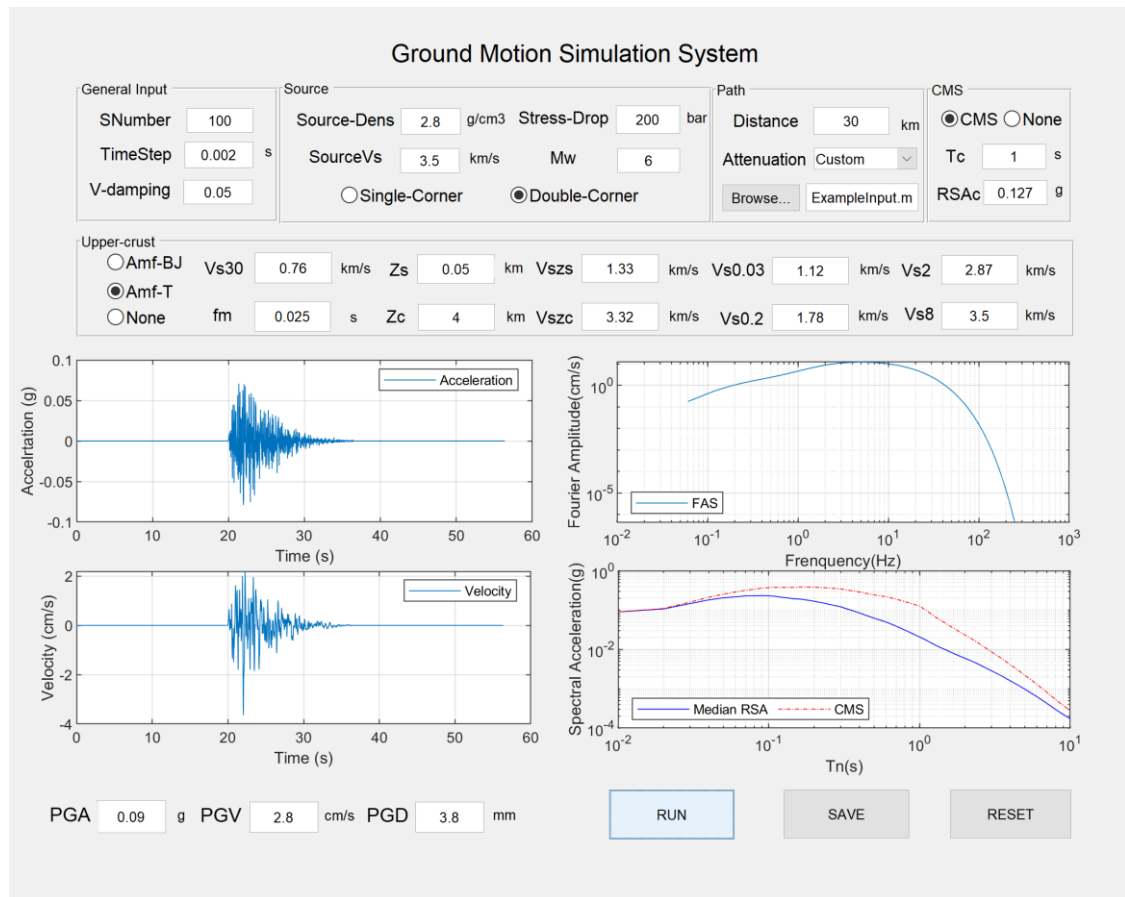 Ground Motion Simulation System
General Input
SNumber 100
TimeStep 0.002 s
V-damping 0.05
Source
Source-Dens 2.8 g/cm3 Stress-Drop 200 bar
SourceVs 3.5 km/s Mw 6
Single-Corner Double-Corner
Path
Distance 30 km
Attenuation Custom
Browse... ExampleInput.m
CMS
CMS None
Tc 1 s
RSAc 0.127 g
Upper-crust
Amf-BJ
Amf-T
None
Vs30 0.76 km/s Zs 0.05 km Vszs 1.33 km/s Vs0.03 1.12 km/s Vs2 2.87 km/s
fm 0.025 s Zc 4 km Vszc 3.32 km/s Vs0.2 1.78 km/s Vs8 3.5 km/s
Accelrtation (g)
0.1
0.05
0
-0.05
-0.1
Acceleration
0 10 20 30 40 50 60
Time (s)
Fourier Amplitude(cm/s)
10^0
10^-5
FAS
10^-2 10^-1 10^0 10^1 10^2 10^3
Frenquency(Hz)
Velocity (cm/s)
2
0
-2
-4
Velocity
0 10 20 30 40 50 60
Time (s)
Spectral Acceleration(g)
10^0
10^-2
10^-4
Median RSA CMS
10^-2 10^-1 10^0 10^1
Tn(s)
PGA 0.09 g PGV 2.8 cm/s PGD 3.8 mm
RUN SAVE RESET